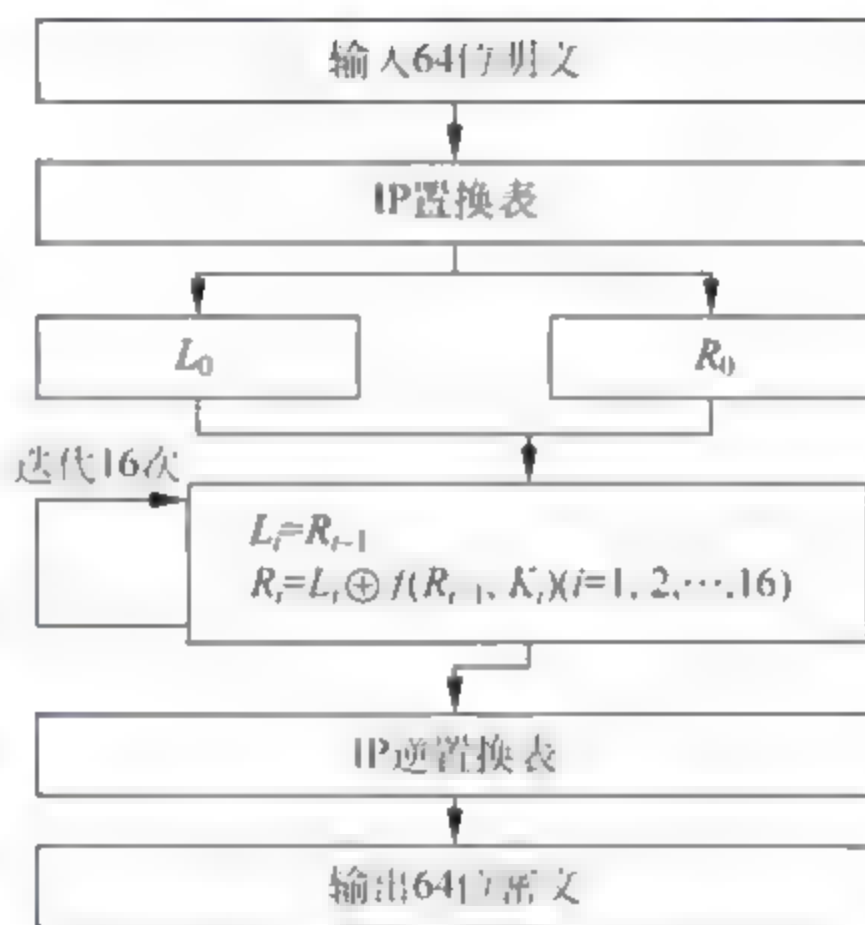 输入64位明文
IP置换表
L₀
R₀
迭代16次
Lᵢ=Rᵢ₋₁
Rᵢ=Lᵢ⊕f(Rᵢ₋₁, Kᵢ)(i=1, 2,…,16)
IP逆置换表
输出64位密文